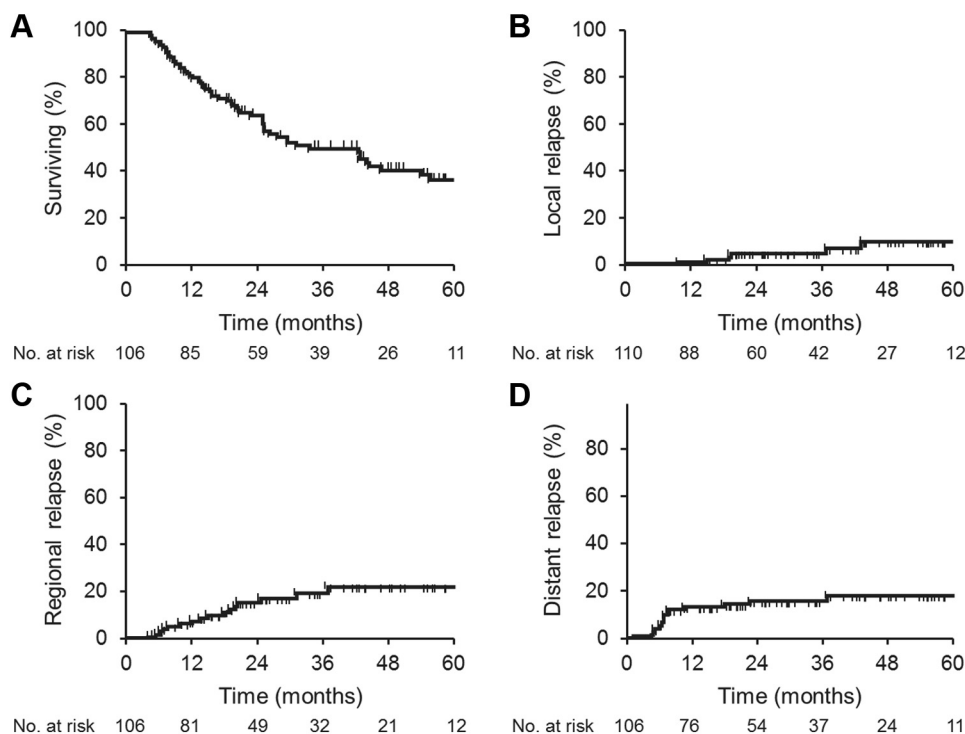 A
Surviving (%)
100
80
60
40
20
0
0 12 24 36 48 60
Time (months)
No. at risk 106 85 59 39 26 11
B
Local relapse (%)
100
80
60
40
20
0
0 12 24 36 48 60
Time (months)
No. at risk 110 88 60 42 27 12
C
Regional relapse (%)
100
80
60
40
20
0
0 12 24 36 48 60
Time (months)
No. at risk 106 81 49 32 21 12
D
Distant relapse (%)
80
60
40
20
0
0 12 24 36 48 60
Time (months)
No. at risk 106 76 54 37 24 11